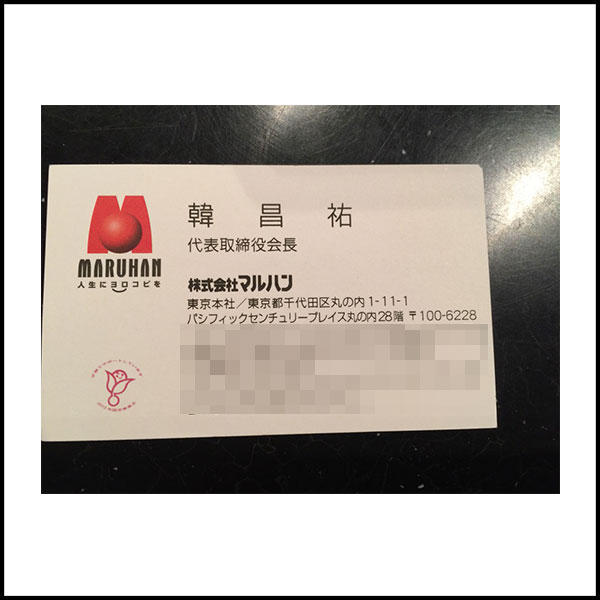 MARUHAN
人生にヨロコビを
韓 昌 祐
代表取締役会長
株式会社マルハン
東京本社／東京都千代田区丸の内1-11-1
パシフィックセンチュリープレイス丸の内28階 〒100-6228